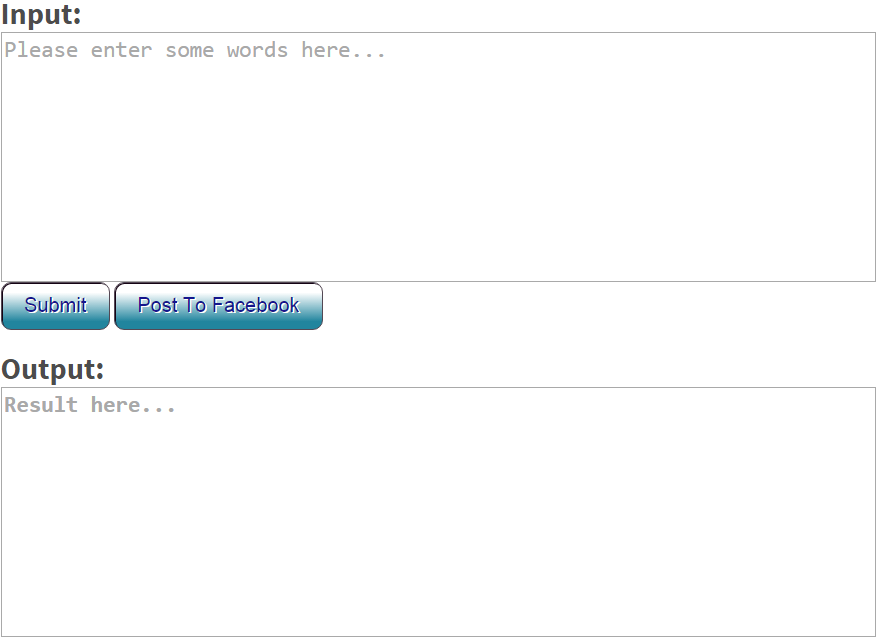 Input:
Please enter some words here...
Submit Post To Facebook
Output:
Result here...